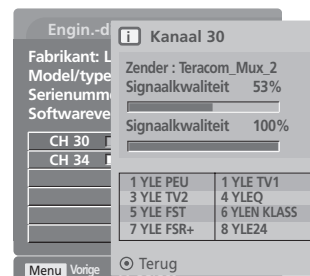 Engin.-d
Fabrikant: L
Model/type
Serienumme
Softwareve
CH 30
CH 34
Menu Vorige
i Kanaal 30
Zender : Teracom_Mux_2
Signaalkwaliteit 53%
Signaalkwaliteit 100%
1 YLE PEU 1 YLE TV1
3 YLE TV2 4 YLEQ
5 YLE FST 6 YLEN KLASS
7 YLE FSR+ 8 YLE24
Terug